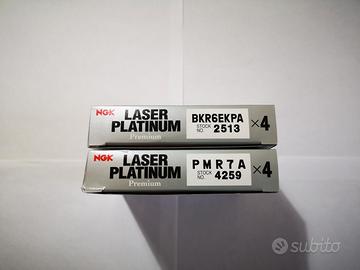 NGK LASER PLATINUM Premium BKR6EKPA STOCK NO. 2513 ×4
NGK LASER PLATINUM Premium PMR7A STOCK NO. 4259 ×4
subito